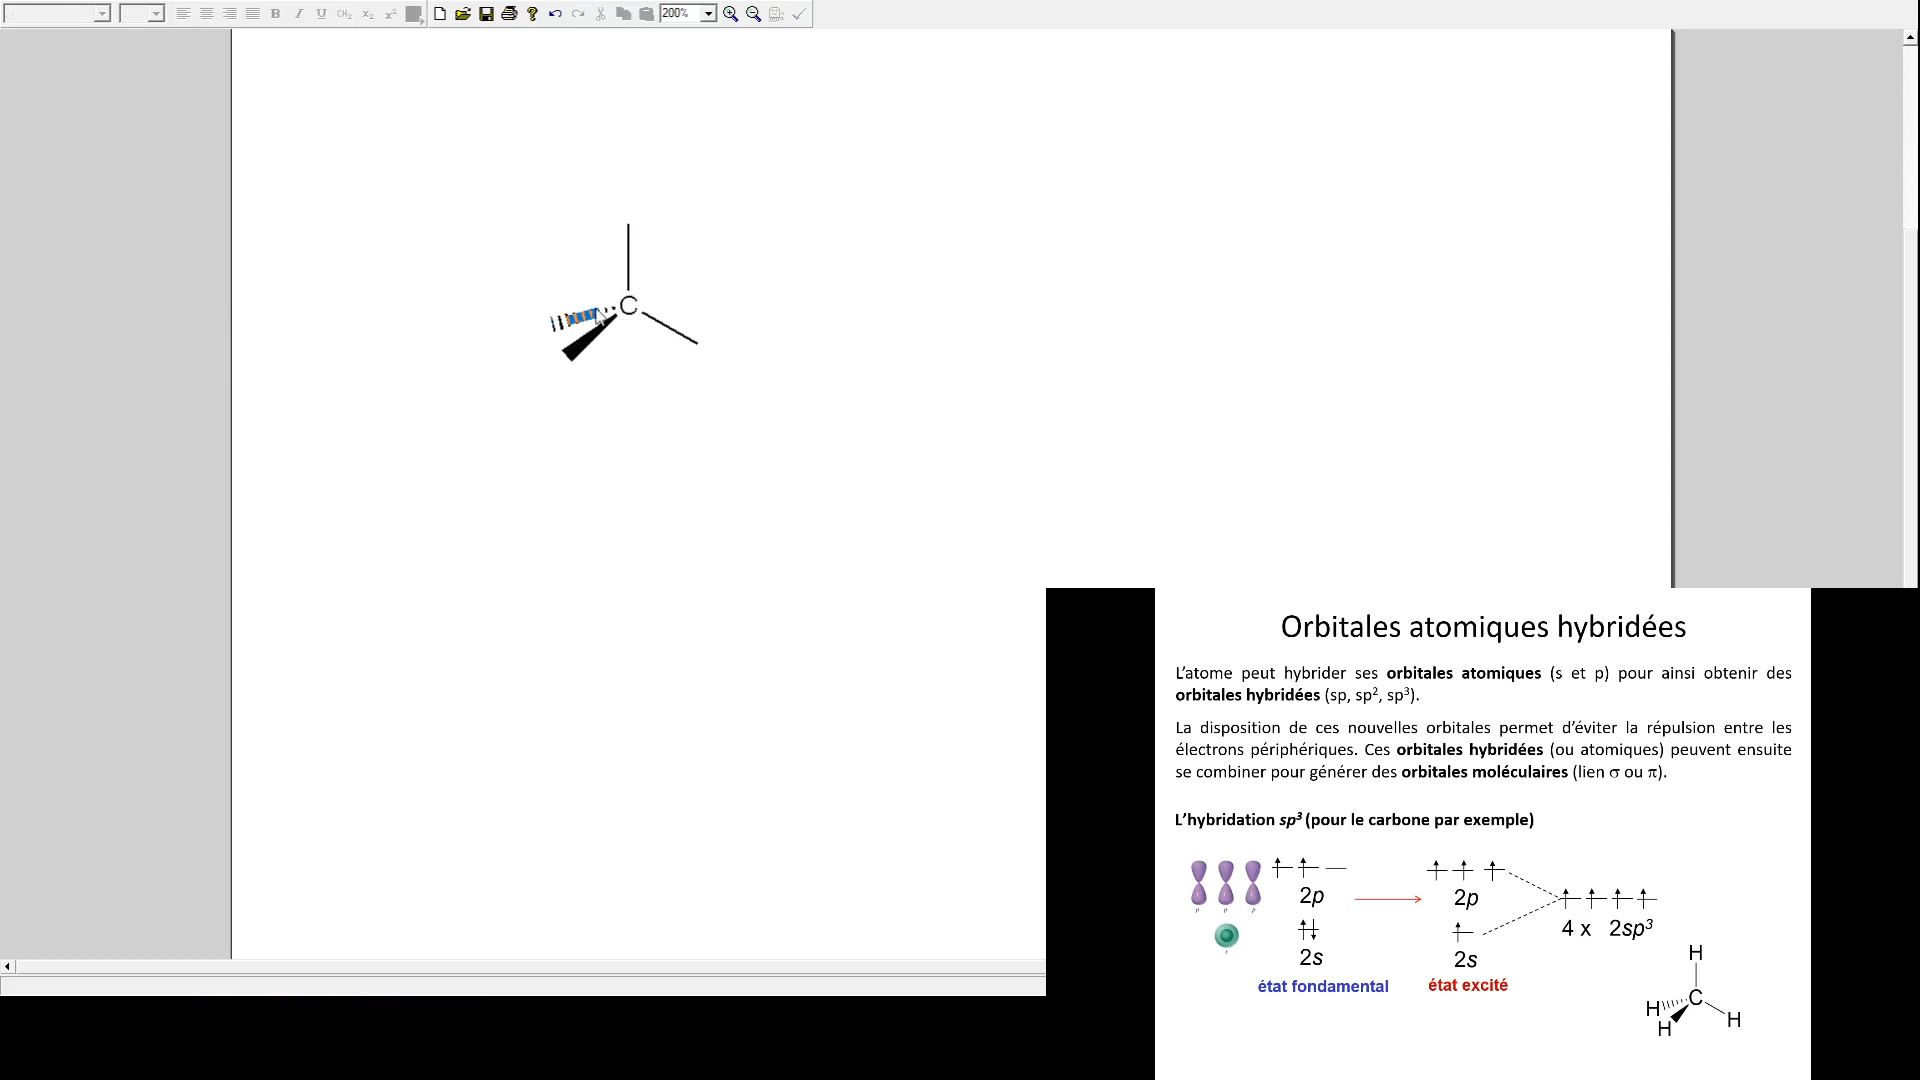 B I U CH₂ x₂ x² ? 200%
C
Orbitales atomiques hybridées
L’atome peut hybrider ses orbitales atomiques (s et p) pour ainsi obtenir des
orbitales hybridées (sp, sp², sp³).
La disposition de ces nouvelles orbitales permet d’éviter la répulsion entre les
électrons périphériques. Ces orbitales hybridées (ou atomiques) peuvent ensuite
se combiner pour générer des orbitales moléculaires (lien σ ou π).
L’hybridation sp³ (pour le carbone par exemple)
2p 2p
p p p
4 x 2sp³
2s 2s
état fondamental état excité
H
C
H
H
H